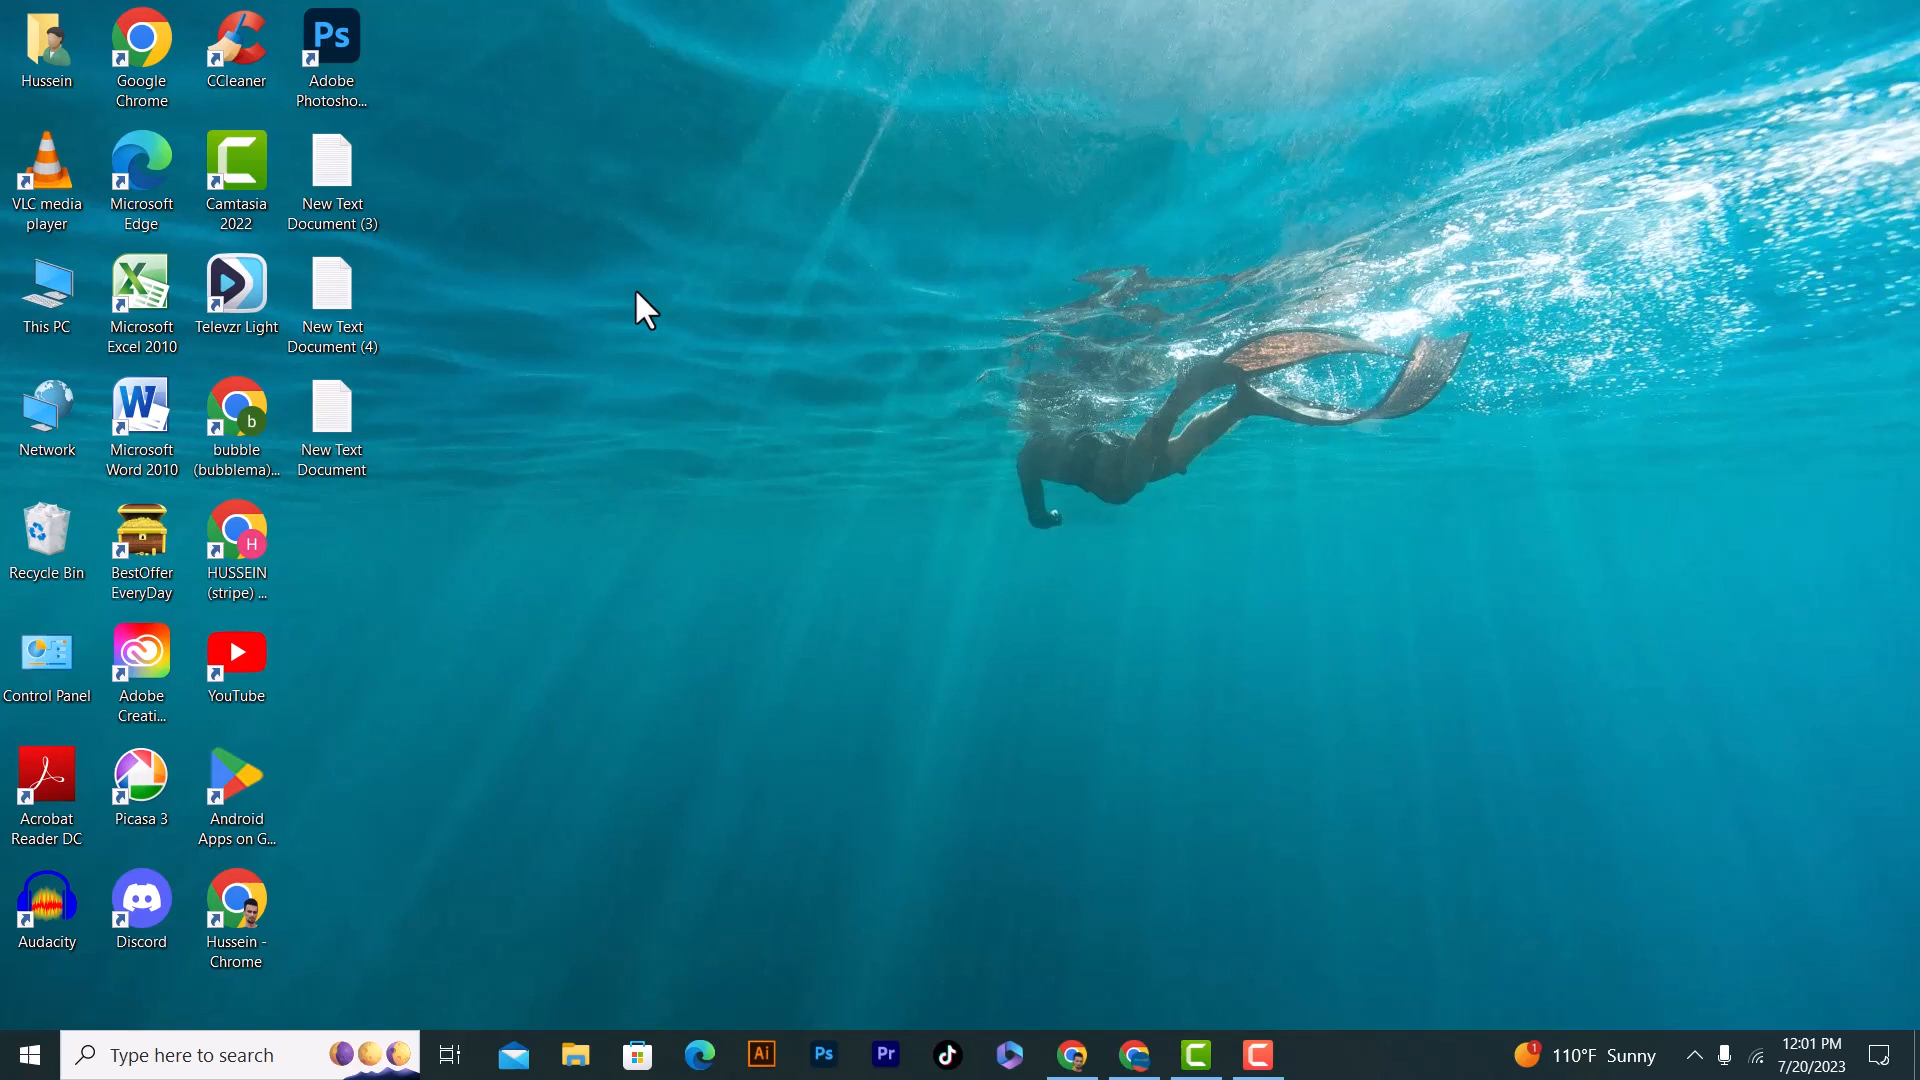 Hussein
Google
Chrome
CCleaner
Ps
Adobe
Photosho...
VLC media
player
Microsoft
Edge
Camtasia
2022
New Text
Document (3)
This PC
Microsoft
Excel 2010
Televzr Light
New Text
Document (4)
Network
Microsoft
Word 2010
b
bubble
(bubblema)...
New Text
Document
Recycle Bin
BestOffer
EveryDay
H
HUSSEIN
(stripe) ...
Control Panel
Adobe
Creati...
YouTube
Acrobat
Reader DC
Picasa 3
Android
Apps on G...
Audacity
Discord
Hussein -
Chrome
Type here to search
Ai
Ps
Pr
1
110°F Sunny
12:01 PM
7/20/2023